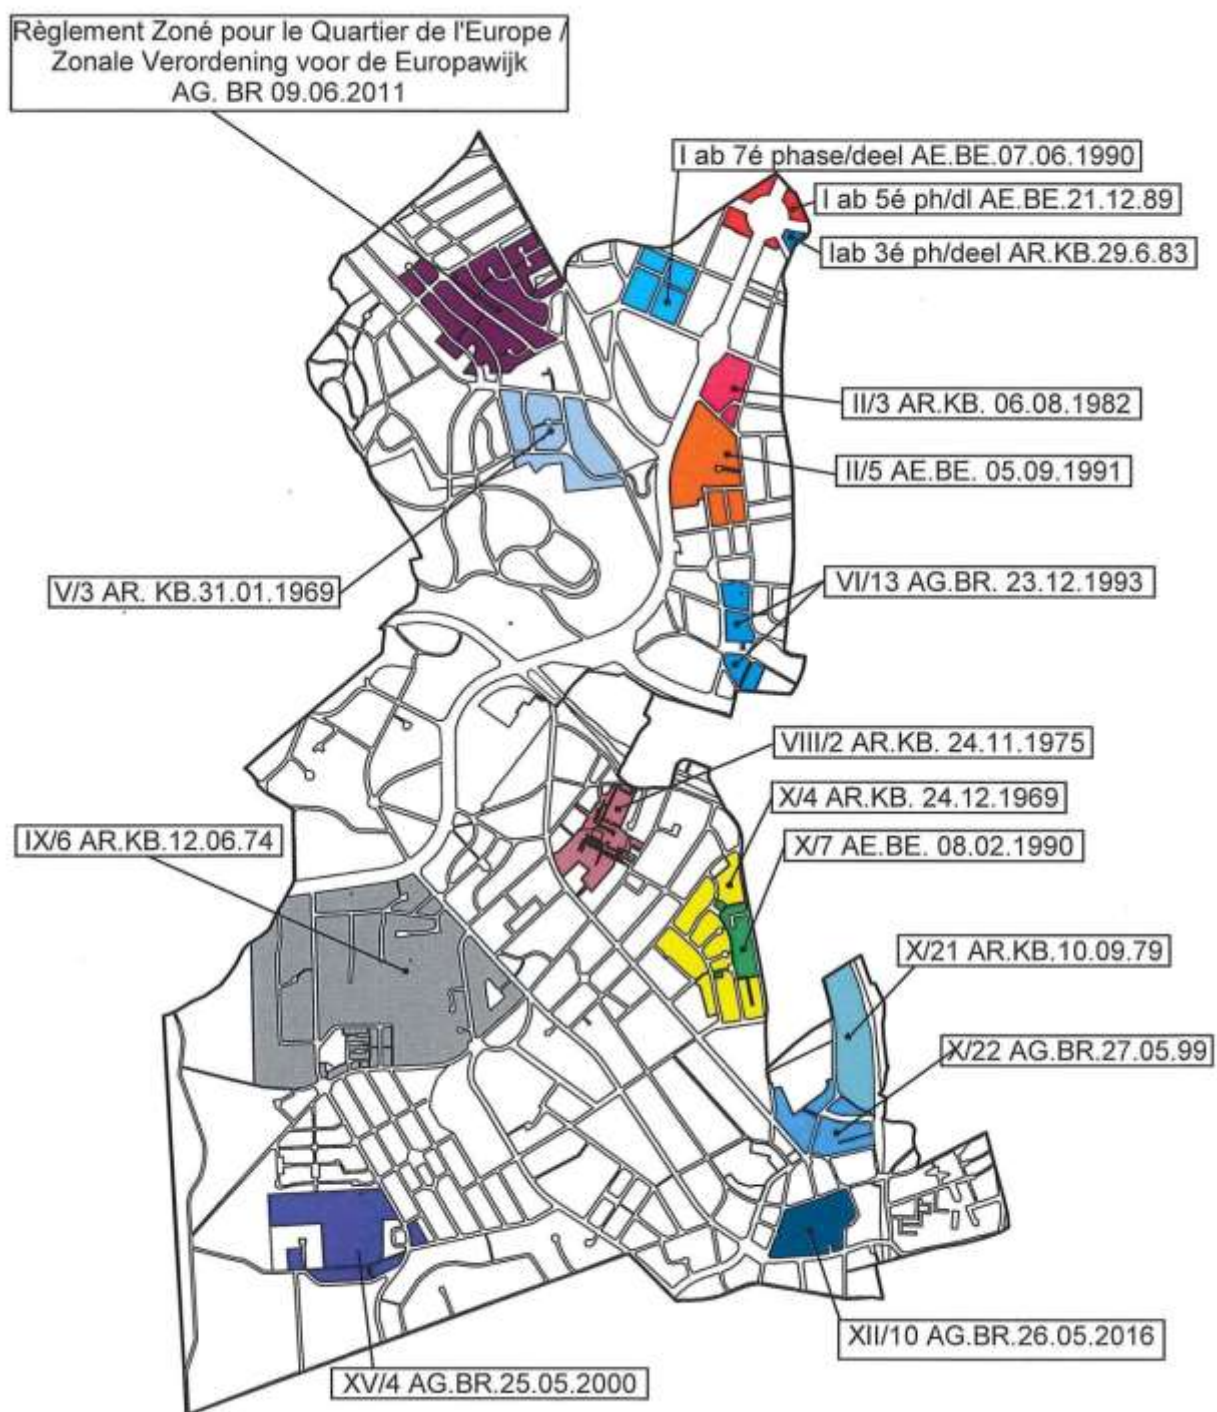 Règlement Zoné pour le Quartier de l'Europe /
Zonale Verordening voor de Europawijk
AG. BR 09.06.2011
I ab 7é phase/deel AE.BE.07.06.1990
I ab 5é ph/dl AE.BE.21.12.89
Iab 3é ph/deel AR.KB.29.6.83
II/3 AR.KB. 06.08.1982
II/5 AE.BE. 05.09.1991
V/3 AR. KB.31.01.1969
VI/13 AG.BR. 23.12.1993
VIII/2 AR.KB. 24.11.1975
X/4 AR.KB. 24.12.1969
IX/6 AR.KB.12.06.74
X/7 AE.BE. 08.02.1990
X/21 AR.KB.10.09.79
X/22 AG.BR.27.05.99
XII/10 AG.BR.26.05.2016
XV/4 AG.BR.25.05.2000